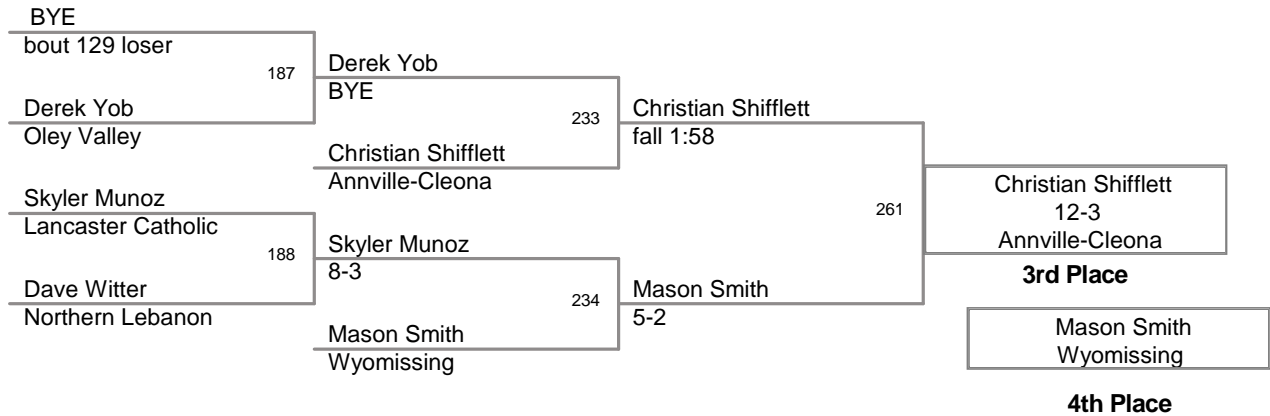 BYE
bout 129 loser
187
Derek Yob
Oley Valley
Derek Yob
BYE
233
Christian Shifflett
Annville-Cleona
Christian Shifflett
fall 1:58
Skyler Munoz
Lancaster Catholic
188
Dave Witter
Northern Lebanon
Skyler Munoz
8-3
234
Mason Smith
Wyomissing
Mason Smith
5-2
261
Christian Shifflett
12-3
Annville-Cleona
3rd Place
Mason Smith
Wyomissing
4th Place